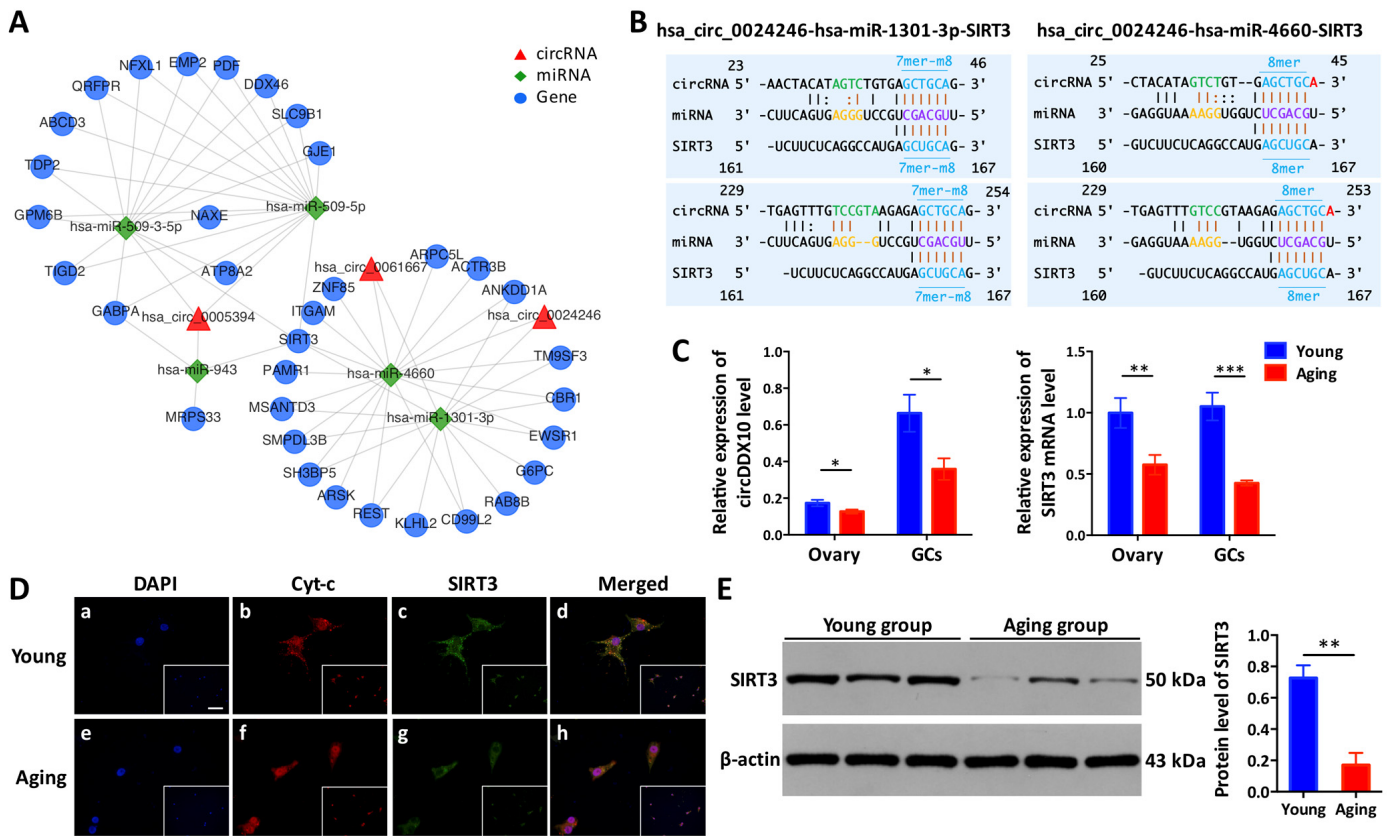 A
circRNA
miRNA
Gene
EMP2
NFXL1
PDF
DDX46
QRFPR
SLC9B1
ABCD3
GJE1
TDP2
hsa-miR-509-5p
GPM6B
NAXE
hsa-miR-509-3-5p
TIGD2
ATP8A2
hsa_circ_0061667
ARPC5L
ACTR3B
ZNF85
ANKDD1A
GABPA
hsa_circ_0005394
ITGAM
hsa_circ_0024246
SIRT3
TM9SF3
hsa-miR-943
PAMR1
hsa-miR-4660
CBR1
MRPS33
MSANTD3
hsa-miR-1301-3p
EWSR1
SMPDL3B
SH3BP5
G6PC
ARSK
RAB8B
REST
KLHL2
CD99L2
B
hsa_circ_0024246-hsa-miR-1301-3p-SIRT3
23 7mer-m8 46
circRNA 5' -AACTACATAGTCTGTGAGCTGCAG- 3'
miRNA 3' -CUUCAGUGAGGGUCCGUCGACGUU- 5'
SIRT3 5' -UCUUCUCAGGCCAUGAGCUGCAG- 3'
161 7mer-m8 167
229 7mer-m8 254
circRNA 5' -TGAGTTTGTCCGTAAGAGAGCTGCAG- 3'
miRNA 3' -CUUCAGUGAGG--GUCCGUCGACGUU- 5'
SIRT3 5' -UCUUCUCAGGCCAUGAGCUGCAG- 3'
161 7mer-m8 167
hsa_circ_0024246-hsa-miR-4660-SIRT3
25 8mer 45
circRNA 5' -CTACATAGTCTGT--GAGCTGCA- 3'
miRNA 3' -GAGGUAAAAGGUGGUCUCGACGU- 5'
SIRT3 5' -GUCUUCUCAGGCCAUGAGCUGCA- 3'
160 8mer 167
229 8mer 253
circRNA 5' -TGAGTTTGTCCGTAAGAGAGCTGCA- 3'
miRNA 3' -GAGGUAAAAGG--UGGUCUCGACGU- 5'
SIRT3 5' -GUCUUCUCAGGCCAUGAGCUGCA- 3'
160 8mer 167
C
Relative expression of
circDDX10 level
1.0
0.8
0.6
0.4
0.2
0.0
*
*
Ovary GCs
Relative expression of
SIRT3 mRNA level
1.5
1.0
0.5
0.0
**
***
Ovary GCs
Young
Aging
D
DAPI Cyt-c SIRT3 Merged
Young
a b c d
Aging
e f g h
E
Young group Aging group
SIRT3 50 kDa
β-actin 43 kDa
Protein level of SIRT3
0.8
0.6
0.4
0.2
0.0
**
Young Aging